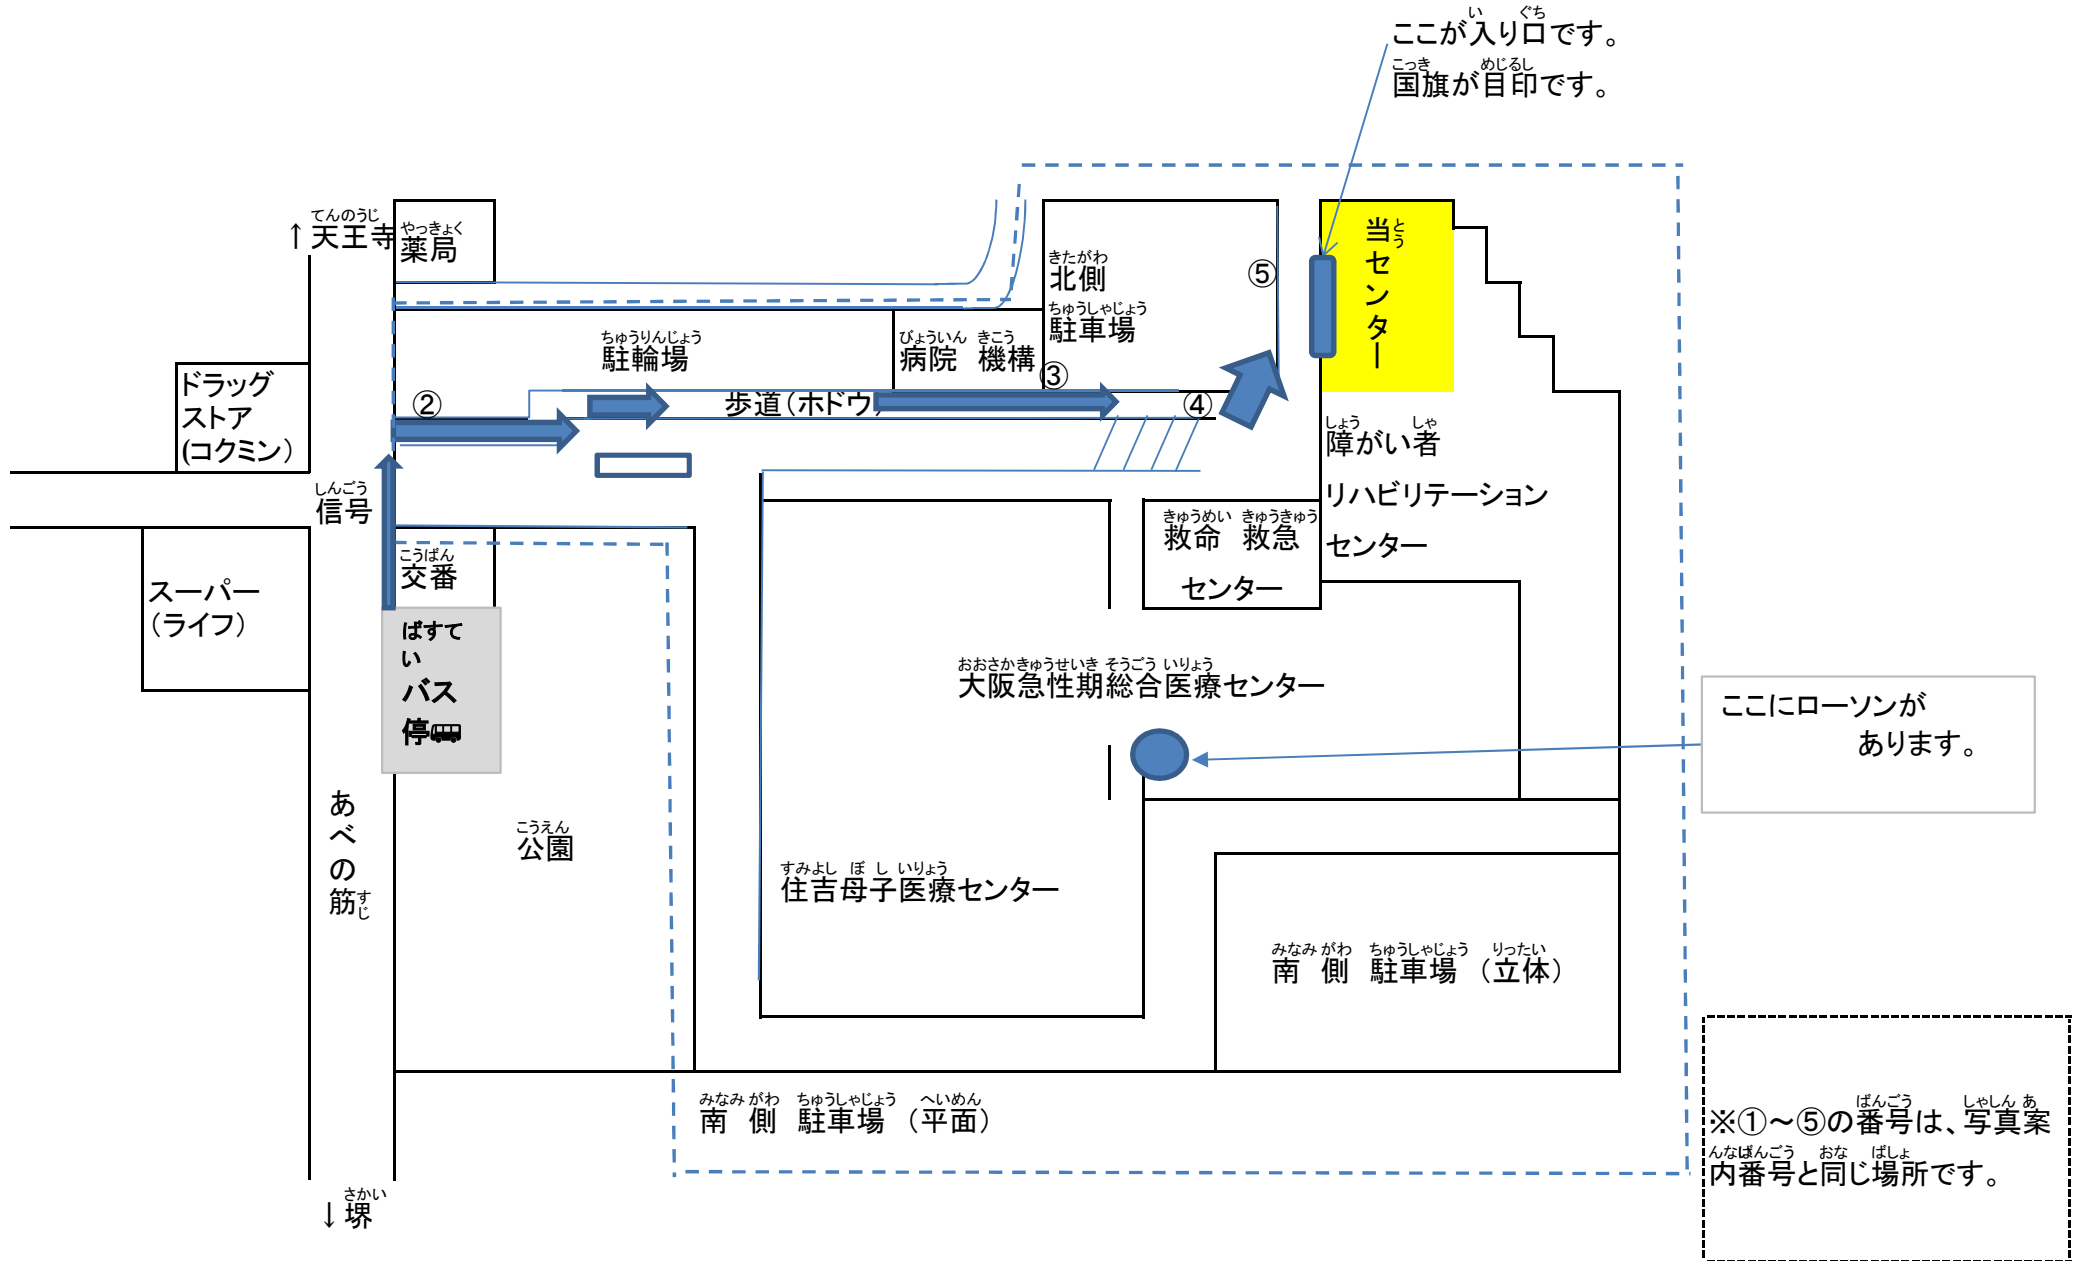 ここが入り口です。
国旗が目印です。
↑天王寺
薬局
当センター
⑤
北側
駐車場
駐輪場
病院 機構
③
ドラッグ
ストア
(コクミン)
②
歩道(ホドウ)
④
障がい者
リハビリテーション
センター
信号
救命 救急
センター
交番
スーパー
(ライフ)
ばすて
い
バス
停
大阪急性期総合医療センター
ここにローソンが
あります。
あべの筋
公園
住吉母子医療センター
南側 駐車場 (立体)
南側 駐車場 (平面)
※①~⑤の番号は、写真案
内番号と同じ場所です。
↓堺